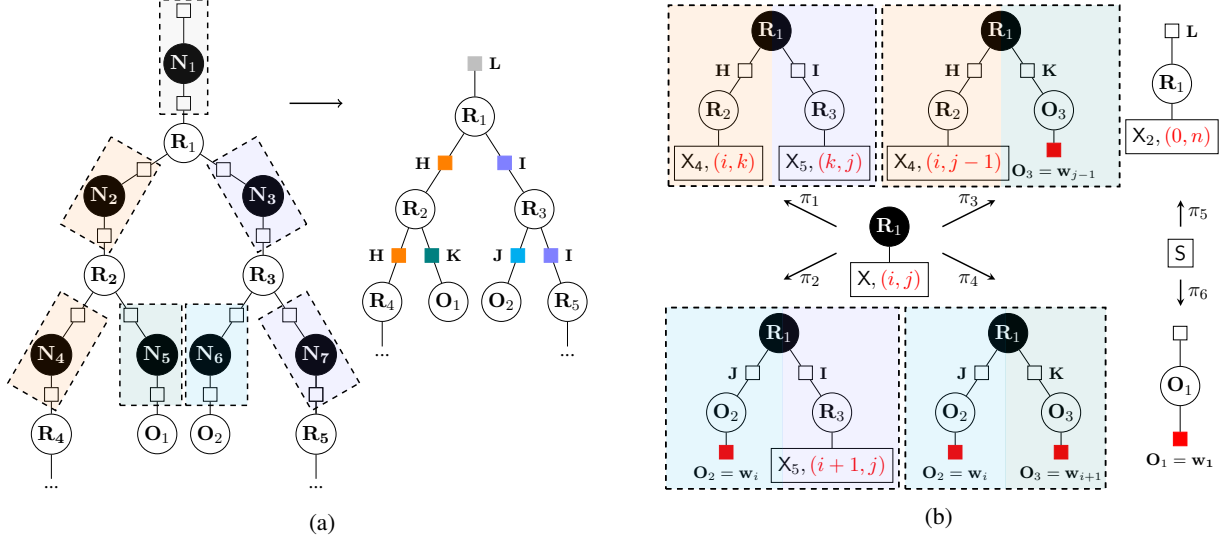 N₁
L
R₁
R₁
H
I
N₂
N₃
R₂
R₃
R₂
R₃
H
K
J
I
R₄
O₁
O₂
R₅
N₄
N₅
N₆
N₇
...
...
R₄
O₁
O₂
R₅
...
...
(a)
R₁
R₁
L
H
I
H
K
R₁
R₂
R₃
R₂
O₃
X₂, (0, n)
X₄, (i, k)
X₅, (k, j)
X₄, (i, j − 1)
O₃ = wⱼ₋₁
π₁
π₃
R₁
π₅
X, (i, j)
S
π₂
π₄
π₆
R₁
R₁
J
I
J
K
O₁
O₂
R₃
O₂
O₃
O₂ = wᵢ
X₅, (i + 1, j)
O₂ = wᵢ
O₃ = wᵢ₊₁
O₁ = w₁
(b)